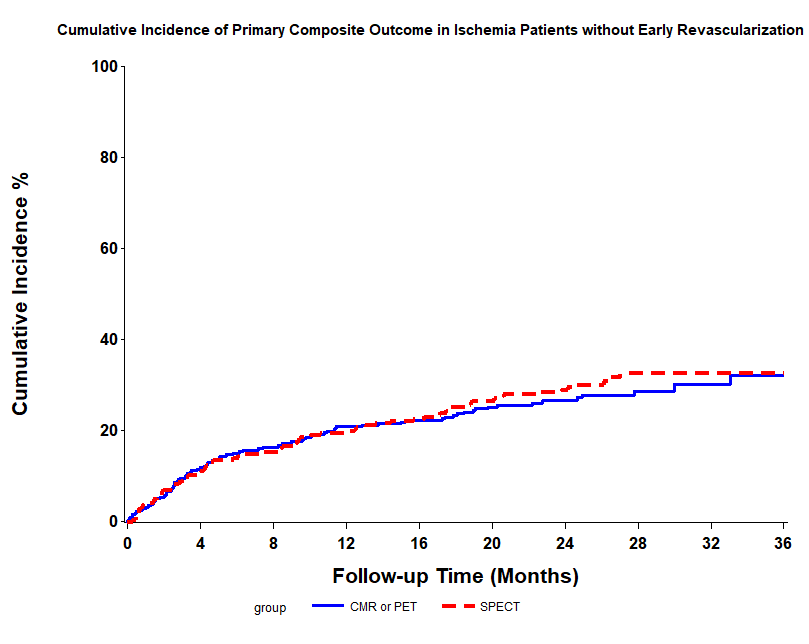 Cumulative Incidence of Primary Composite Outcome in Ischemia Patients without Early Revascularization
Cumulative Incidence %
100
80
60
40
20
0
0 4 8 12 16 20 24 28 32 36
Follow-up Time (Months)
group CMR or PET SPECT